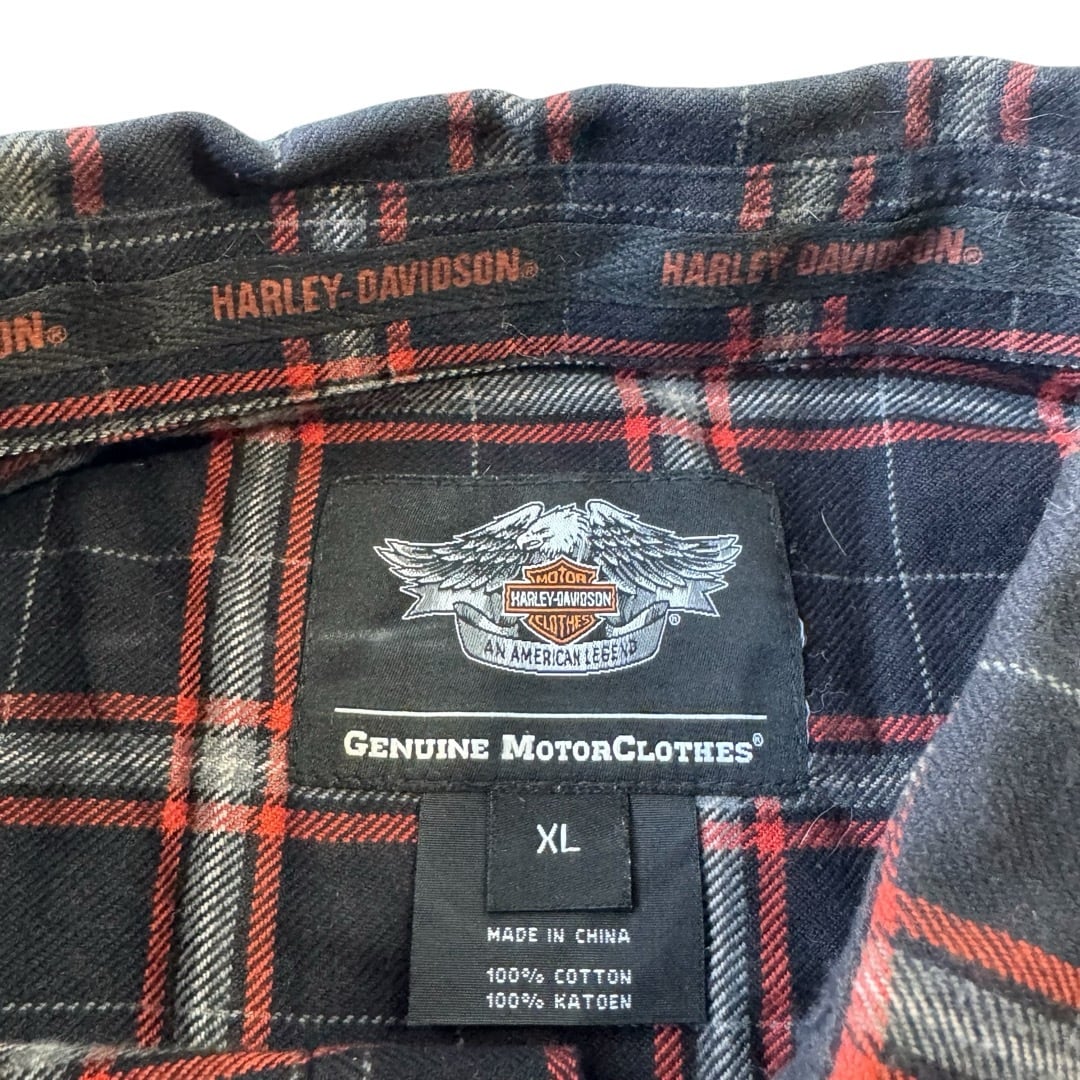 HARLEY-DAVIDSON®
HARLEY-DAVIDSON®
ON®
MOTOR
HARLEY-DAVIDSON
CLOTHES
®
AN AMERICAN LEGEND
GENUINE MOTORCLOTHES®
XL
MADE IN CHINA
100% COTTON
100% KATOEN